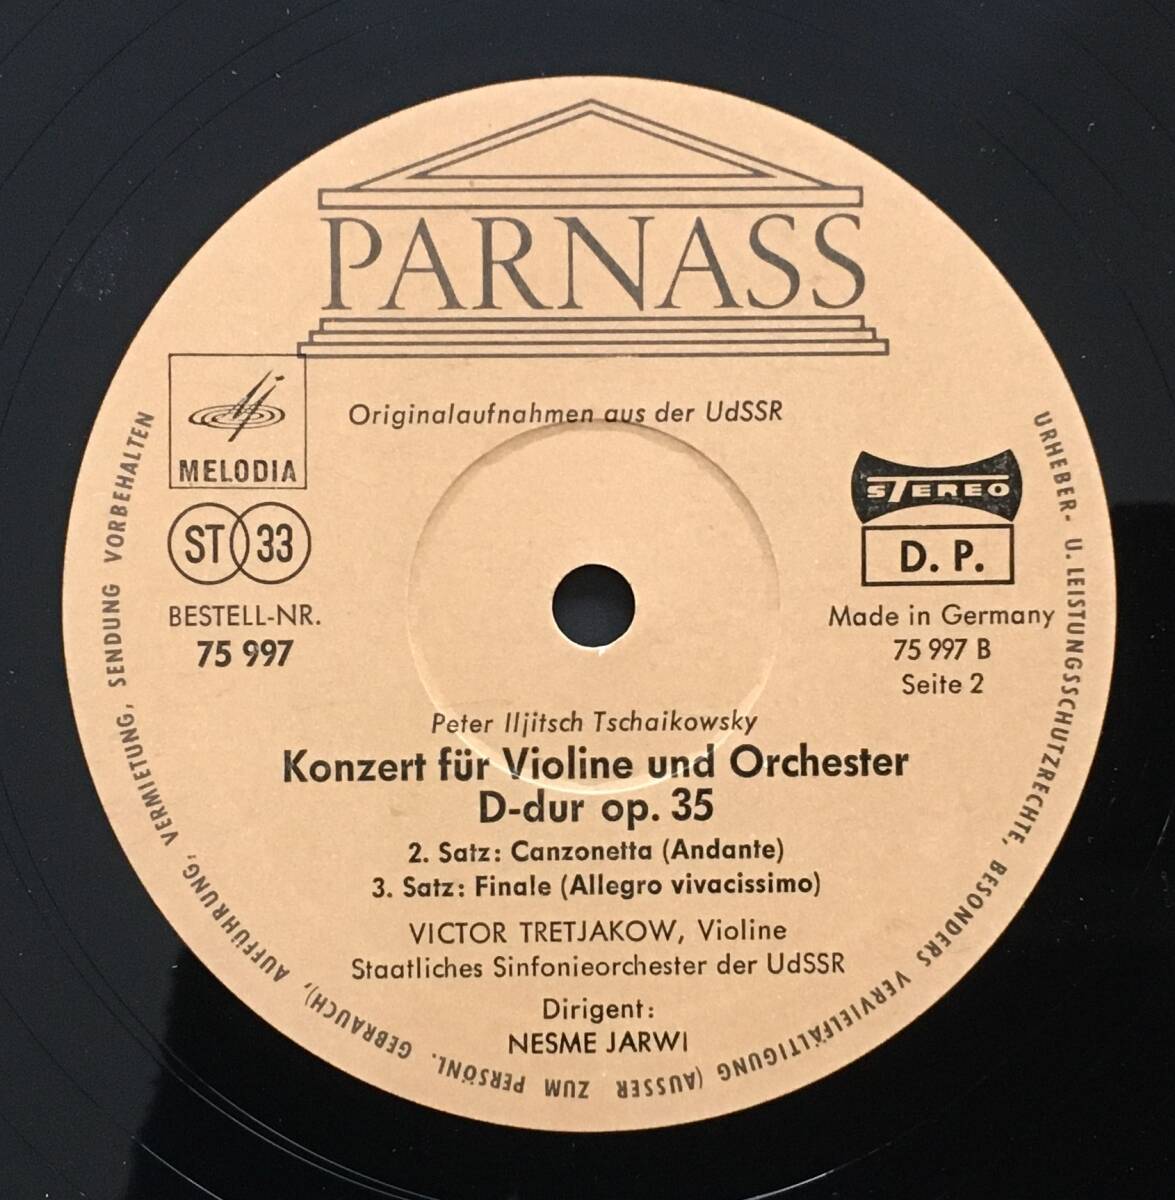 PARNASS
Originalaufnahmen aus der UdSSR
MELODIA
ST 33
BESTELL-NR.
75 997
STEREO
D. P.
Made in Germany
75 997 B
Seite 2
Peter Iljitsch Tschaikowsky
Konzert für Violine und Orchester
D-dur op. 35
2. Satz: Canzonetta (Andante)
3. Satz: Finale (Allegro vivacissimo)
VICTOR TRETJAKOW, Violine
Staatliches Sinfonieorchester der UdSSR
Dirigent:
NESME JARWI
URHEBER- U. LEISTUNGSSCHUTZRECHTE, BESONDERS VERVIELFÄLTIGUNG (AUSSER ZUM PERSÖNL. GEBRAUCH), AUFFÜHRUNG, VERMIETUNG, SENDUNG VORBEHALTEN